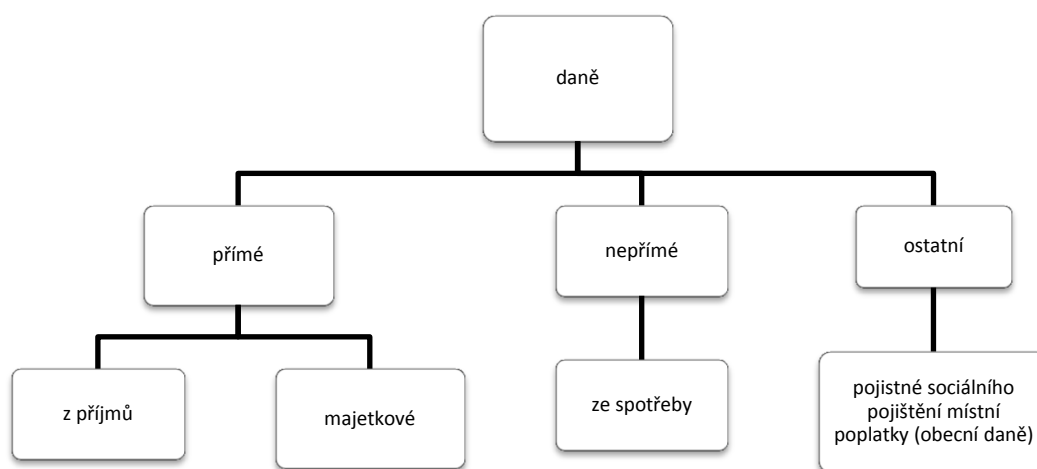 daně
přímé
nepřímé
ostatní
z příjmů
majetkové
ze spotřeby
pojistné sociálního
pojištění místní
poplatky (obecní daně)